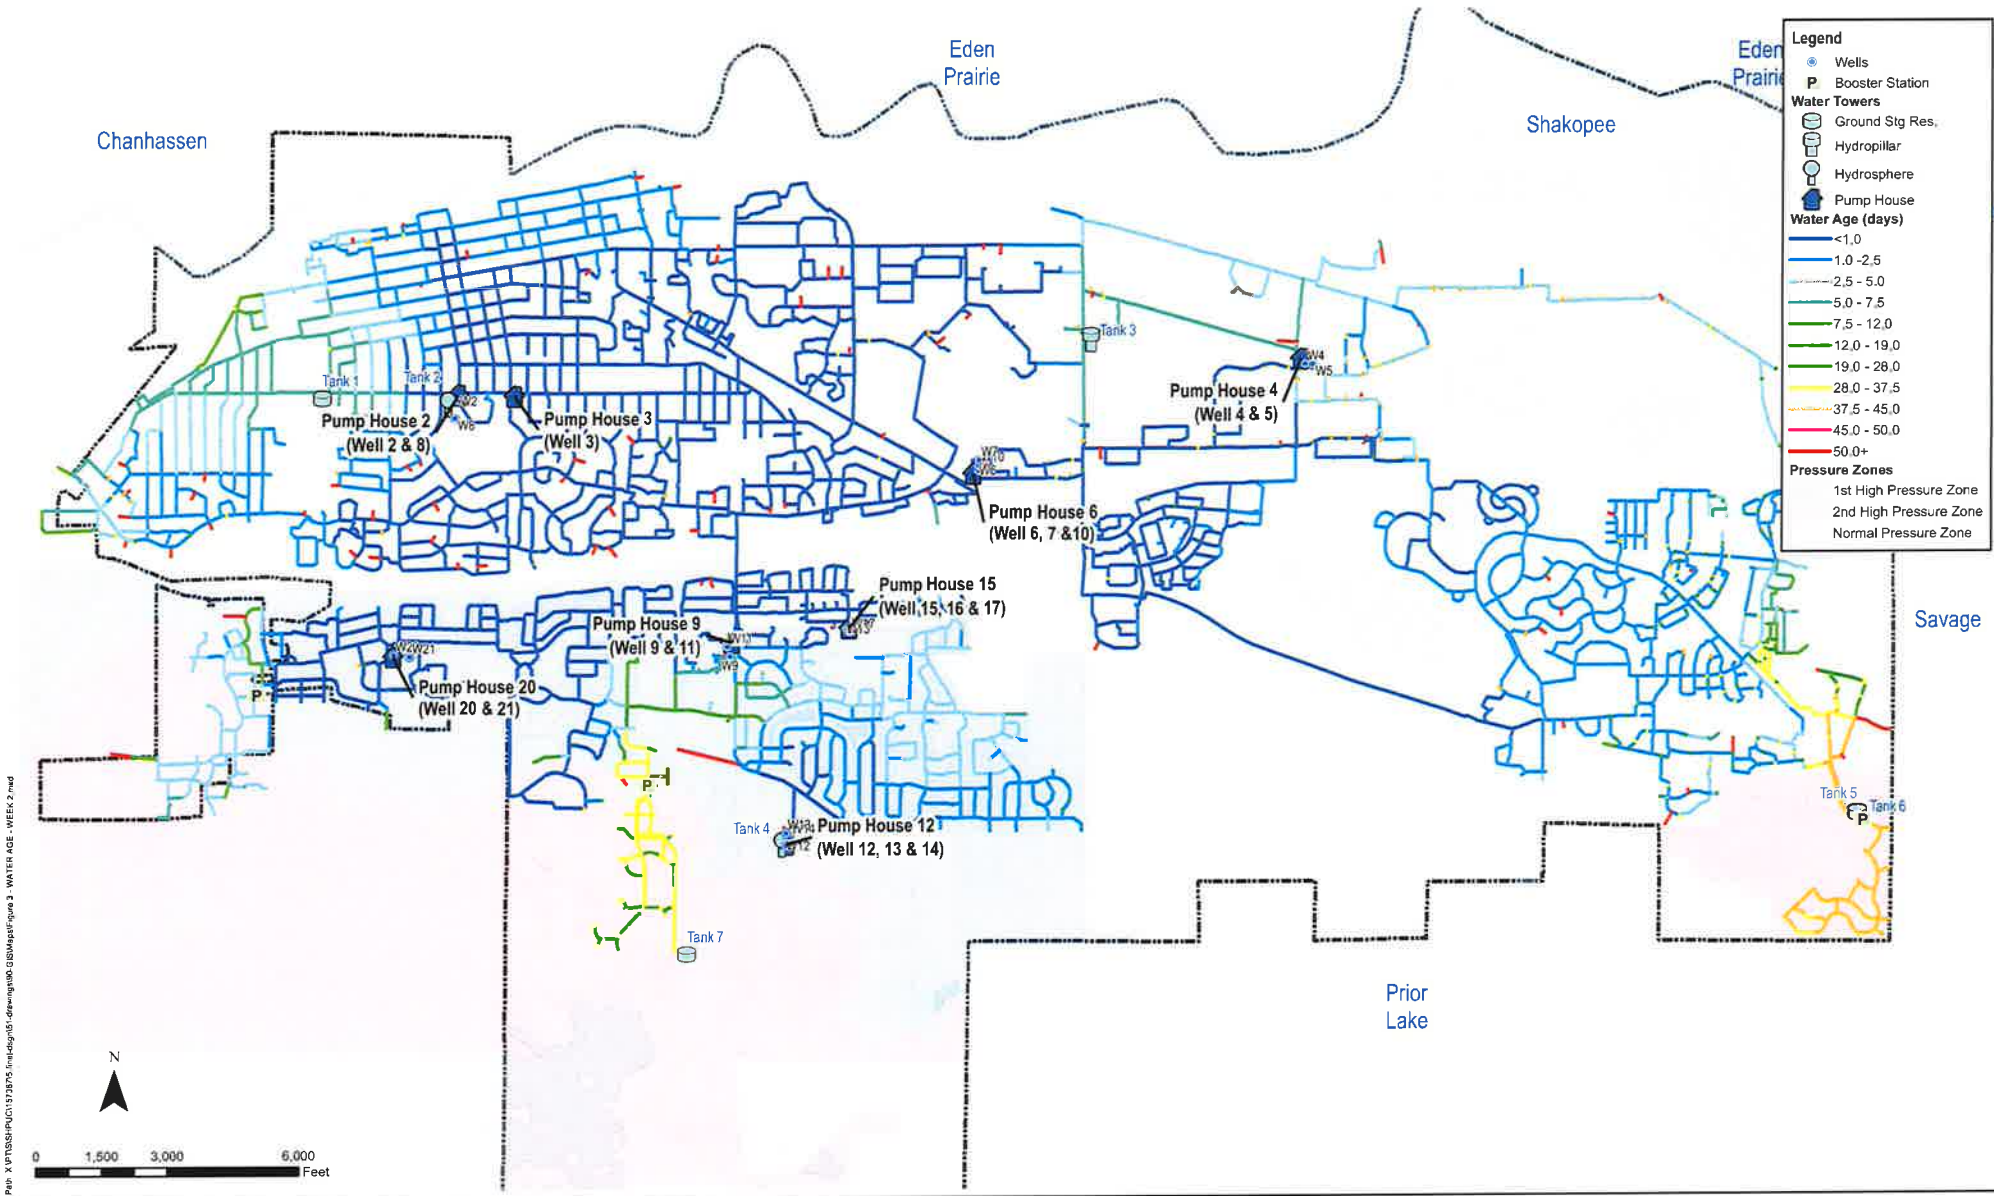 Eden
Prairie
Eden
Prairie
Chanhassen
Shakopee
Legend
Wells
P Booster Station
Water Towers
Ground Stg Res.
Hydropillar
Hydrosphere
Pump House
Water Age (days)
<1.0
1.0 -2.5
2.5 - 5.0
5.0 - 7.5
7.5 - 12.0
12.0 - 19.0
19.0 - 28.0
28.0 - 37.5
37.5 - 45.0
45.0 - 50.0
50.0+
Pressure Zones
1st High Pressure Zone
2nd High Pressure Zone
Normal Pressure Zone
Tank 3
W4
W5
Pump House 4
(Well 4 & 5)
Tank 1
Tank 2
W2
W8
Pump House 2
(Well 2 & 8)
Pump House 3
(Well 3)
Pump House 6
(Well 6, 7 &10)
Pump House 15
(Well 15, 16 & 17)
Pump House 9
(Well 9 & 11)
W9
W21
Pump House 20
(Well 20 & 21)
P
Savage
P
Tank 4
Pump House 12
(Well 12, 13 & 14)
Tank 5
Tank 6
P
Tank 7
Prior
Lake
N
0 1,500 3,000 6,000
Feet